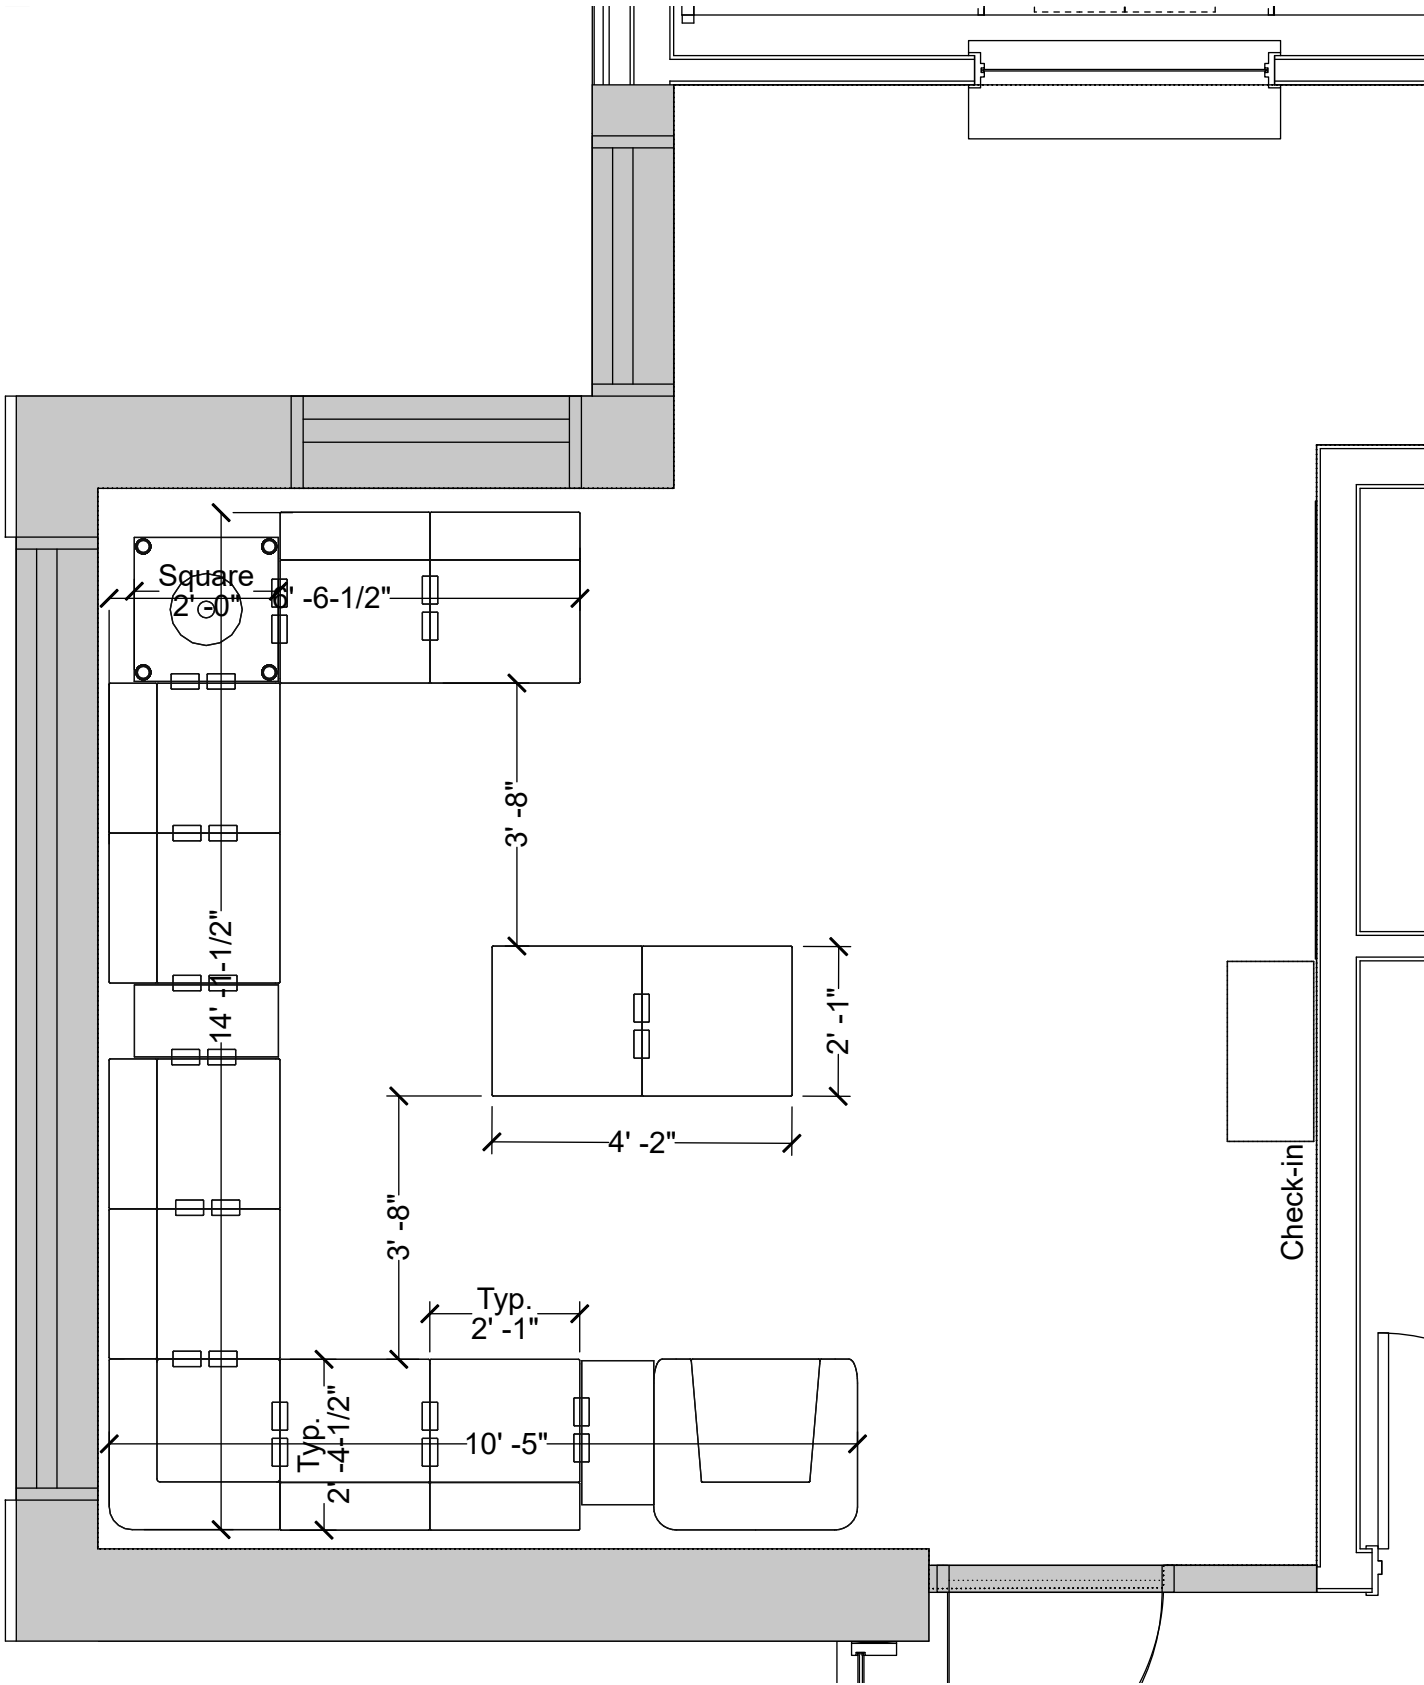 Square
2' -0"
6' -6-1/2"
3' -8"
14' -1-1/2"
2' -1"
4' -2"
Check-in
3' -8"
Typ.
2' -1"
Typ.
2' -4-1/2"
10' -5"